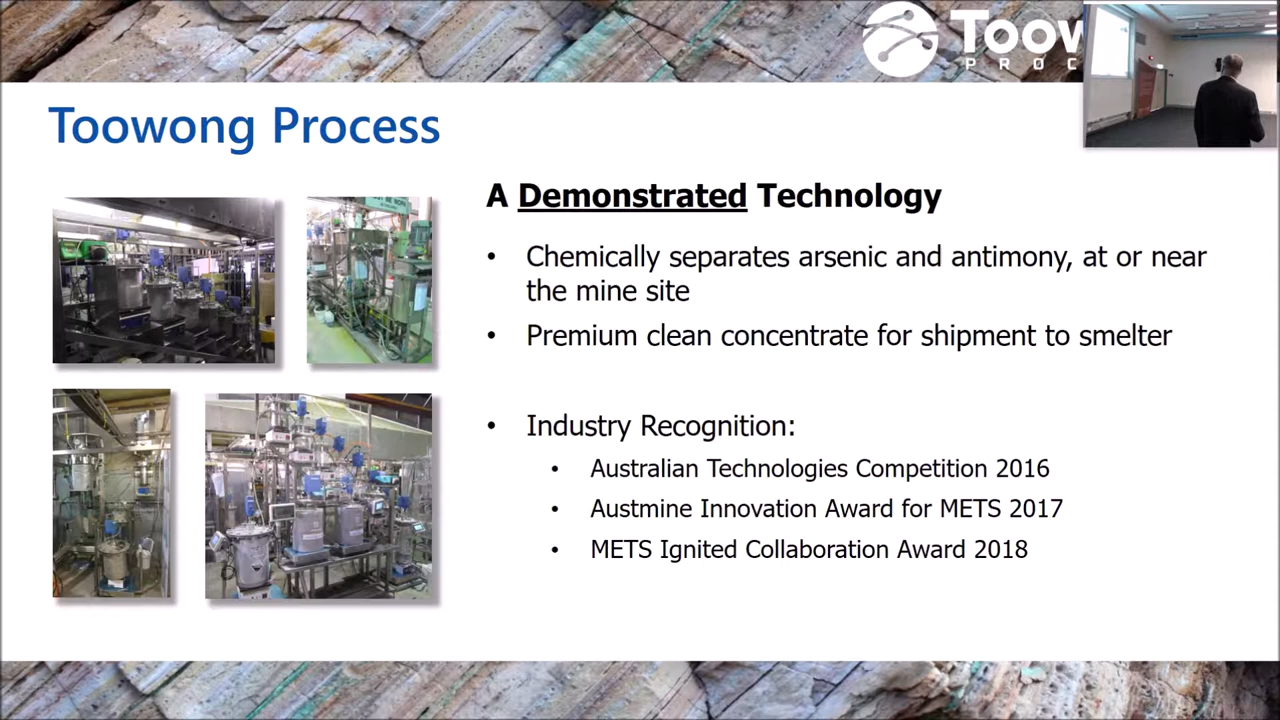 Toow
PROC
Toowong Process
A Demonstrated Technology
• Chemically separates arsenic and antimony, at or near
the mine site
• Premium clean concentrate for shipment to smelter
• Industry Recognition:
• Australian Technologies Competition 2016
• Austmine Innovation Award for METS 2017
• METS Ignited Collaboration Award 2018